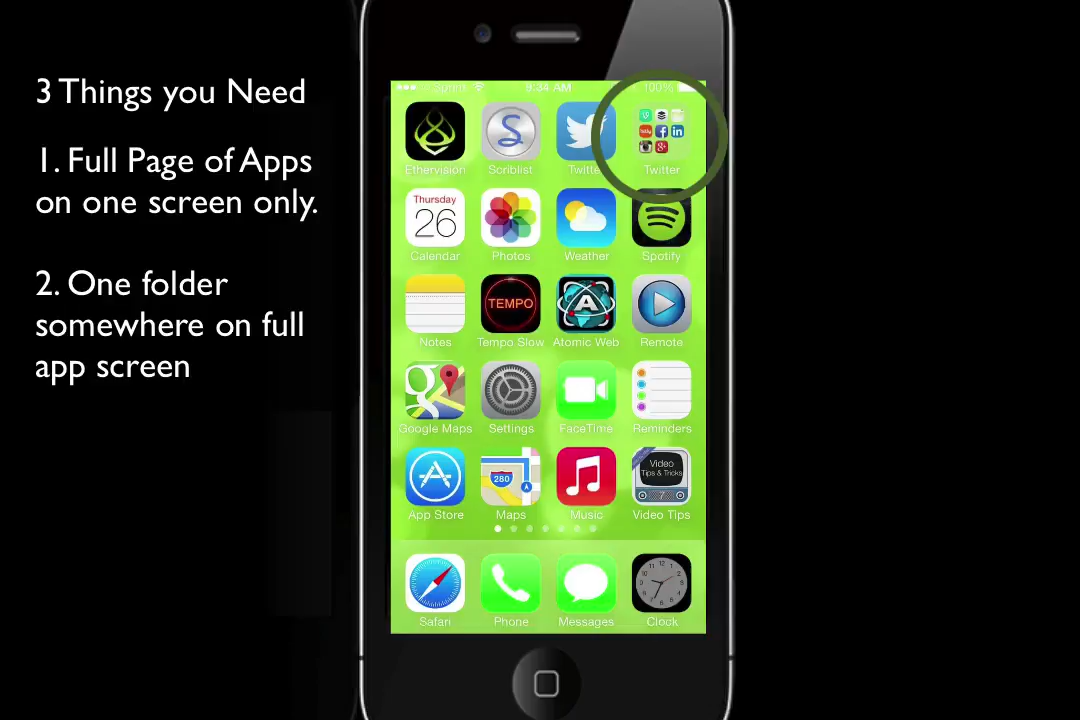 3 Things you Need
1. Full Page of Apps
on one screen only.
2. One folder
somewhere on full
app screen
Sprint 9:34 AM 100%
Ethervision Scriblist Twitter Twitter
Thursday
26
Calendar Photos Weather Spotify
TEMPO
Notes Tempo Slow Atomic Web Remote
Google Maps Settings FaceTime Reminders
280
Video
Tips & Tricks
App Store Maps Music Video Tips
Safari Phone Messages Clock